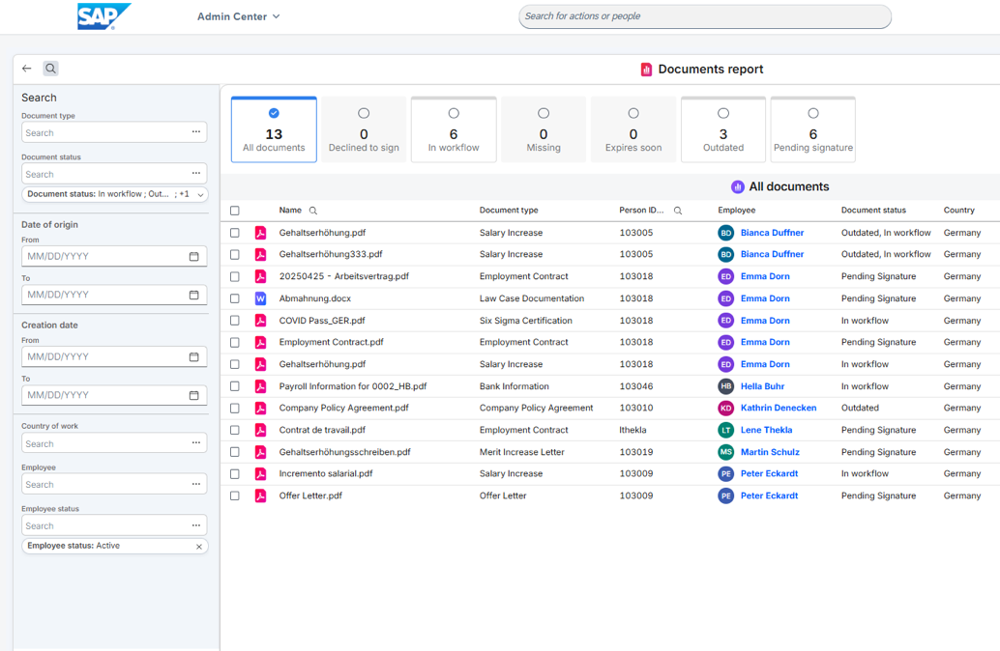 SAP
Admin Center
Search for actions or people
Documents report
Search
Document type
Search
Document status
Search
Document status: In workflow ; Out... ; +1
Date of origin
From
MM/DD/YYYY
To
MM/DD/YYYY
Creation date
From
MM/DD/YYYY
To
MM/DD/YYYY
Country of work
Search
Employee
Search
Employee status
Search
Employee status: Active
13 0 6 0 0 3 6
All documents Declined to sign In workflow Missing Expires soon Outdated Pending signature
All documents
Name Document type Person ID... Employee Document status Country
Gehaltserhöhung.pdf Salary Increase 103005 BD Bianca Duffner Outdated, In workflow Germany
Gehaltserhöhung333.pdf Salary Increase 103005 BD Bianca Duffner Outdated, In workflow Germany
20250425 - Arbeitsvertrag.pdf Employment Contract 103018 ED Emma Dorn Pending Signature Germany
W Abmahnung.docx Law Case Documentation 103018 ED Emma Dorn Pending Signature Germany
COVID Pass_GER.pdf Six Sigma Certification 103018 ED Emma Dorn In workflow Germany
Employment Contract.pdf Employment Contract 103018 ED Emma Dorn Pending Signature Germany
Gehaltserhöhung.pdf Salary Increase 103018 ED Emma Dorn In workflow Germany
Payroll Information for 0002_HB.pdf Bank Information 103046 HB Hella Buhr In workflow Germany
Company Policy Agreement.pdf Company Policy Agreement 103010 KD Kathrin Denecken Outdated Germany
Contrat de travail.pdf Employment Contract lthekla LT Lene Thekla Pending Signature Germany
Gehaltserhöhungsschreiben.pdf Merit Increase Letter 103019 MS Martin Schulz Pending Signature Germany
Incremento salarial.pdf Salary Increase 103009 PE Peter Eckardt In workflow Germany
Offer Letter.pdf Offer Letter 103009 PE Peter Eckardt Pending Signature Germany